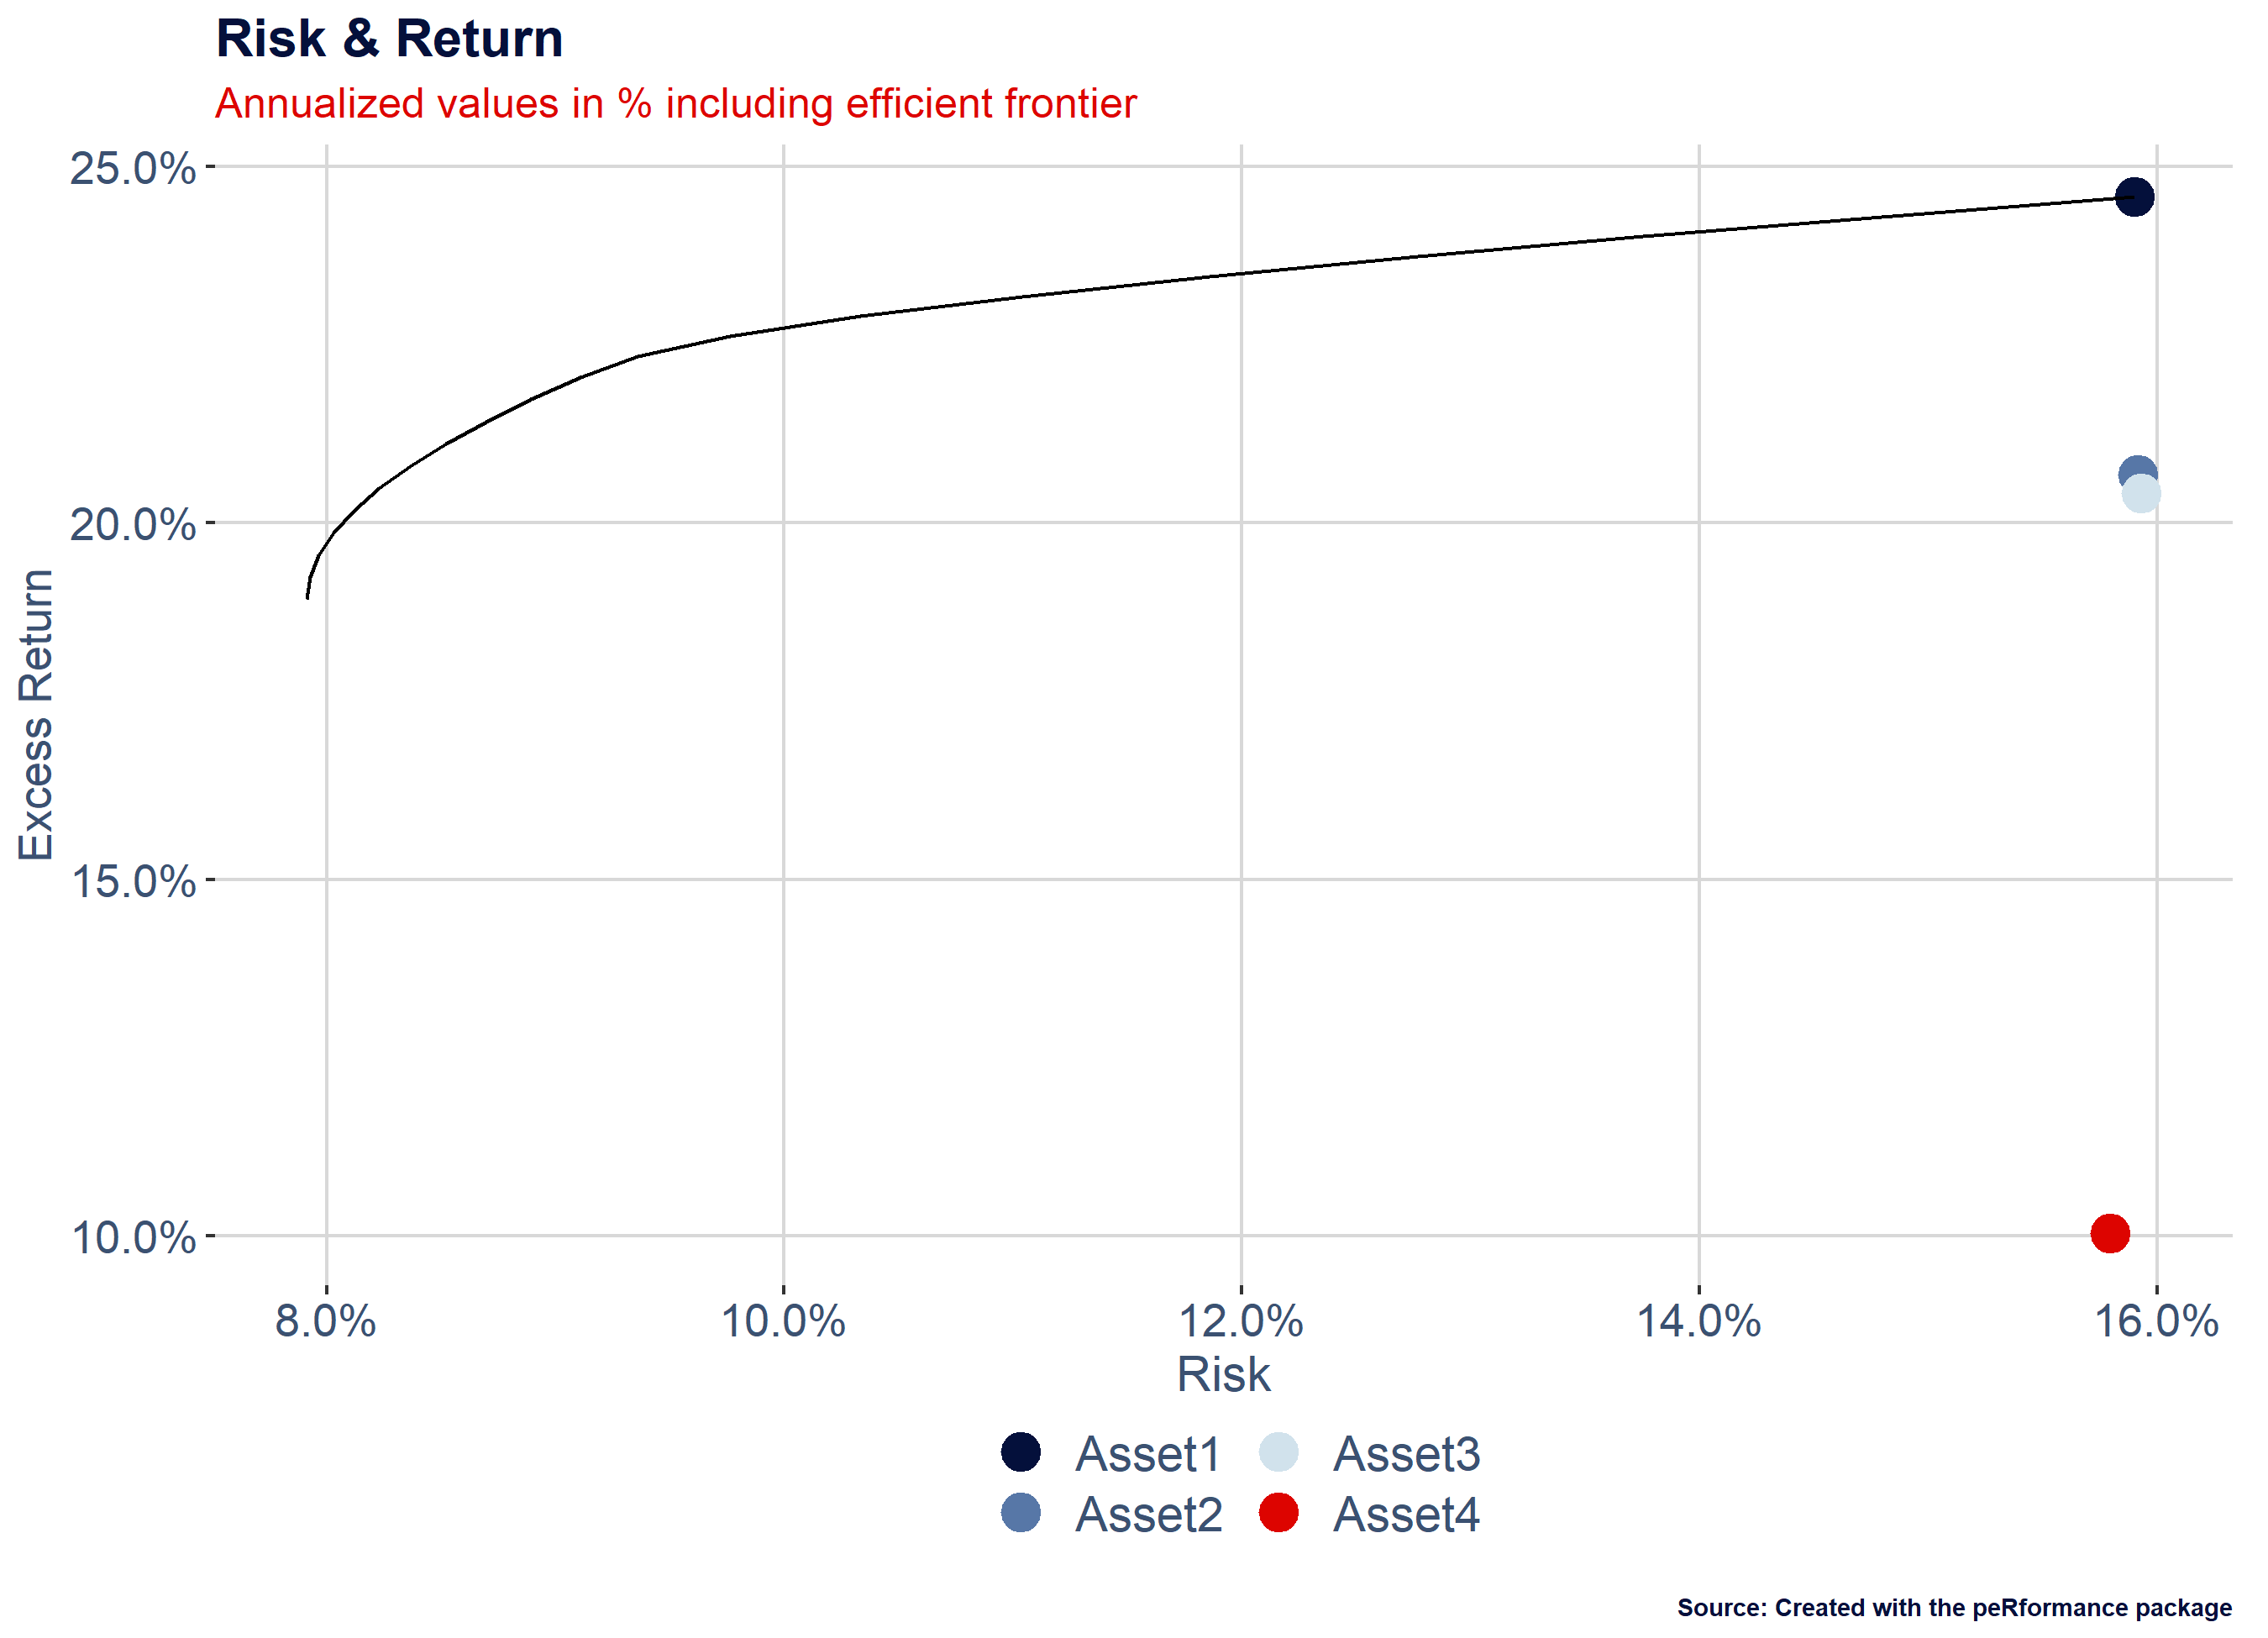 Risk & Return
Annualized values in % including efficient frontier
25.0%
20.0%
15.0%
10.0%
Excess Return
8.0% 10.0% 12.0% 14.0% 16.0%
Risk
Asset1 Asset3
Asset2 Asset4
Source: Created with the peRformance package